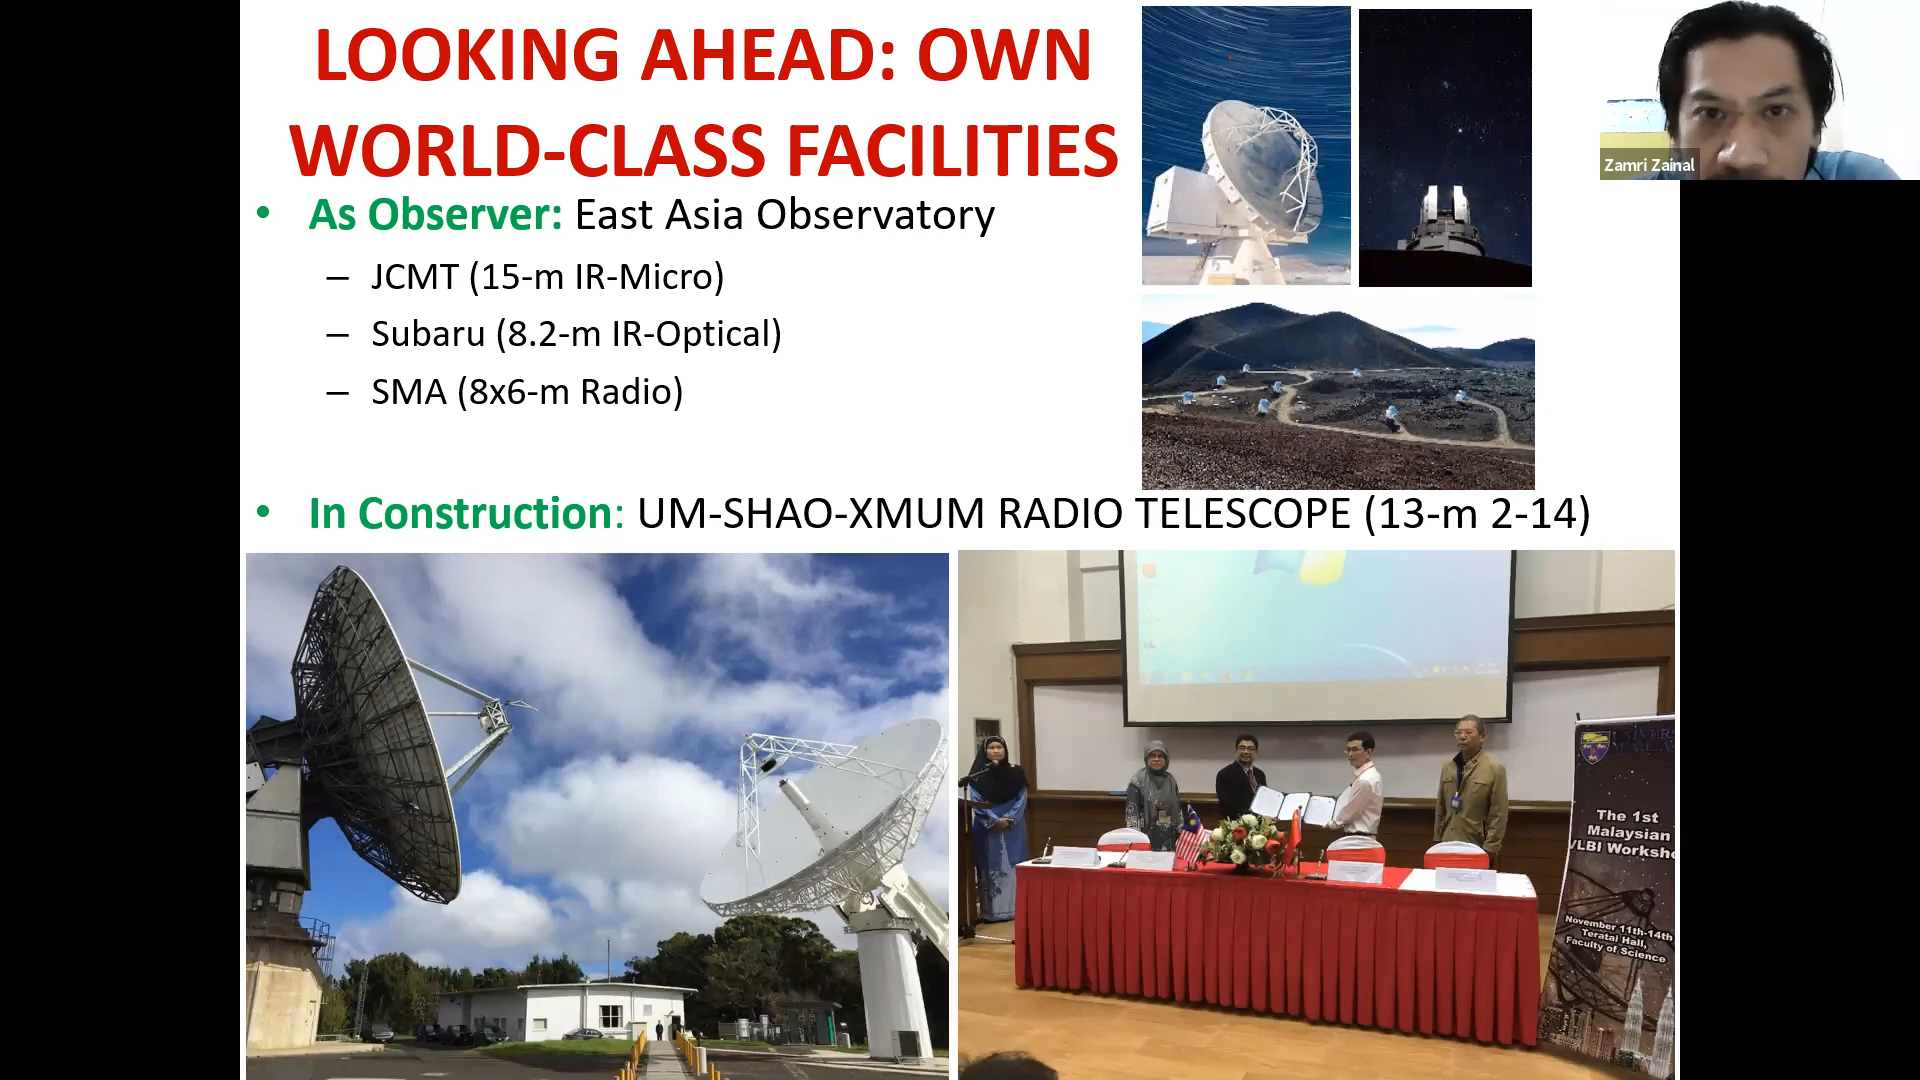 LOOKING AHEAD: OWN
WORLD-CLASS FACILITIES
• As Observer: East Asia Observatory
– JCMT (15-m IR-Micro)
– Subaru (8.2-m IR-Optical)
– SMA (8x6-m Radio)
• In Construction: UM-SHAO-XMUM RADIO TELESCOPE (13-m 2-14)
Zamri Zainal
The 1st
Malaysian
VLBI Worksho
November 11th-14th
Teratai Hall,
Faculty of Science